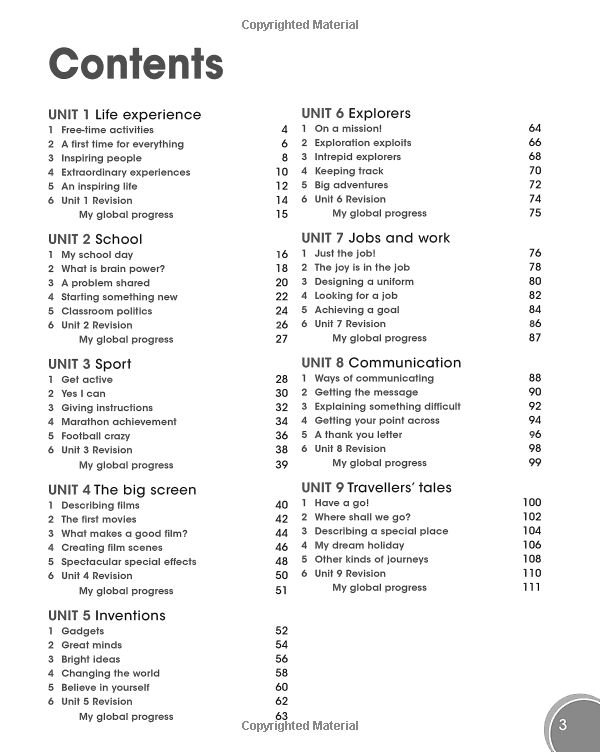 Copyrighted Material
Contents
UNIT 1 Life experience
1 Free-time activities 4
2 A first time for everything 6
3 Inspiring people 8
4 Extraordinary experiences 10
5 An inspiring life 12
6 Unit 1 Revision 14
My global progress 15
UNIT 2 School
1 My school day 16
2 What is brain power? 18
3 A problem shared 20
4 Starting something new 22
5 Classroom politics 24
6 Unit 2 Revision 26
My global progress 27
UNIT 3 Sport
1 Get active 28
2 Yes I can 30
3 Giving instructions 32
4 Marathon achievement 34
5 Football crazy 36
6 Unit 3 Revision 38
My global progress 39
UNIT 4 The big screen
1 Describing films 40
2 The first movies 42
3 What makes a good film? 44
4 Creating film scenes 46
5 Spectacular special effects 48
6 Unit 4 Revision 50
My global progress 51
UNIT 5 Inventions
1 Gadgets 52
2 Great minds 54
3 Bright ideas 56
4 Changing the world 58
5 Believe in yourself 60
6 Unit 5 Revision 62
My global progress 63
UNIT 6 Explorers
1 On a mission! 64
2 Exploration exploits 66
3 Intrepid explorers 68
4 Keeping track 70
5 Big adventures 72
6 Unit 6 Revision 74
My global progress 75
UNIT 7 Jobs and work
1 Just the job! 76
2 The joy is in the job 78
3 Designing a uniform 80
4 Looking for a job 82
5 Achieving a goal 84
6 Unit 7 Revision 86
My global progress 87
UNIT 8 Communication
1 Ways of communicating 88
2 Getting the message 90
3 Explaining something difficult 92
4 Getting your point across 94
5 A thank you letter 96
6 Unit 8 Revision 98
My global progress 99
UNIT 9 Travellers' tales
1 Have a go! 100
2 Where shall we go? 102
3 Describing a special place 104
4 My dream holiday 106
5 Other kinds of journeys 108
6 Unit 9 Revision 110
My global progress 111
Copyrighted Material
3